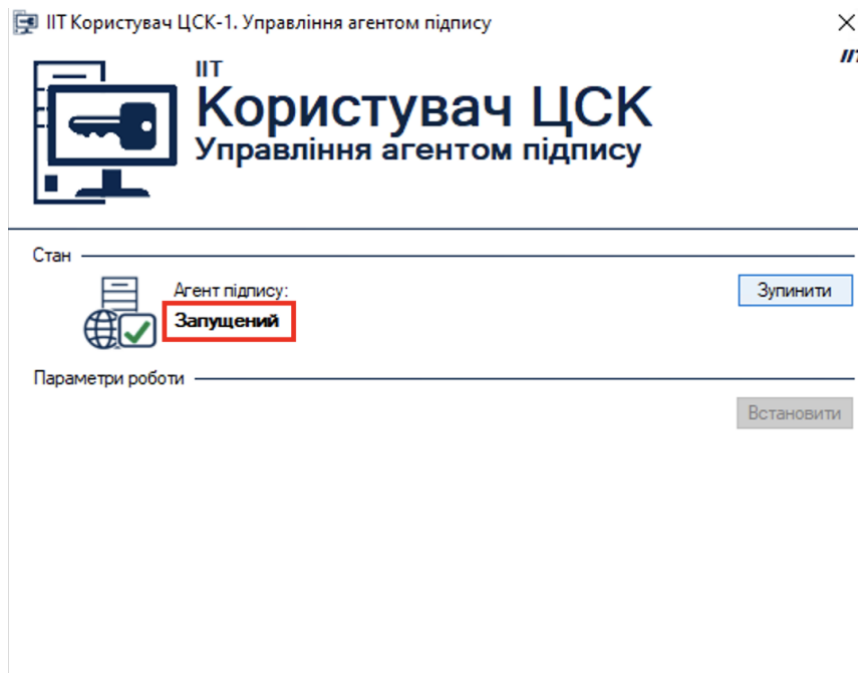 ІІТ Користувач ЦСК-1. Управління агентом підпису
ІІТ
ІІТ
Користувач ЦСК
Управління агентом підпису
Стан
Агент підпису:
Запущений
Зупинити
Параметри роботи
Встановити